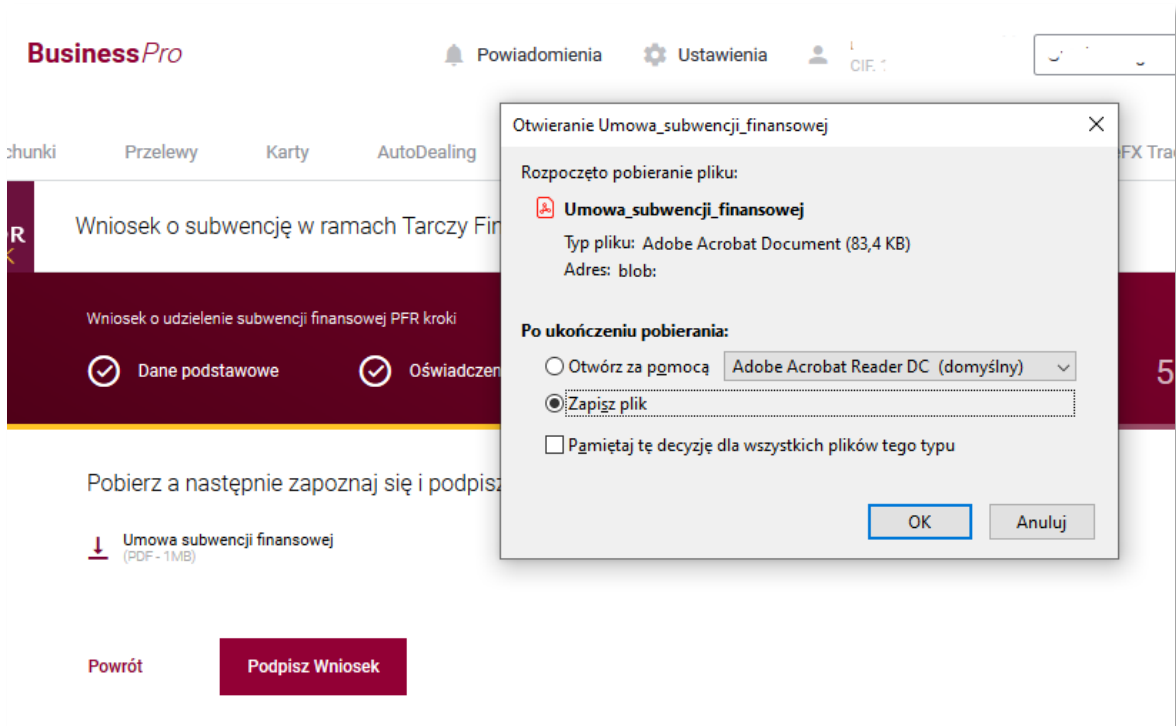 BusinessPro
Powiadomienia
Ustawienia
CIF.
chunki
Przelewy
Karty
AutoDealing
FX Tra
R
Wniosek o subwencję w ramach Tarczy Fin
Wniosek o udzielenie subwencji finansowej PFR kroki
Dane podstawowe
Oświadczen
5
Pobierz a następnie zapoznaj się i podpisz
Umowa subwencji finansowej
(PDF - 1MB)
Powrót
Podpisz Wniosek
Otwieranie Umowa_subwencji_finansowej
Rozpoczęto pobieranie pliku:
Umowa_subwencji_finansowej
Typ pliku: Adobe Acrobat Document (83,4 KB)
Adres: blob:
Po ukończeniu pobierania:
Otwórz za pomocą
Adobe Acrobat Reader DC (domyślny)
Zapisz plik
Pamiętaj tę decyzję dla wszystkich plików tego typu
OK
Anuluj